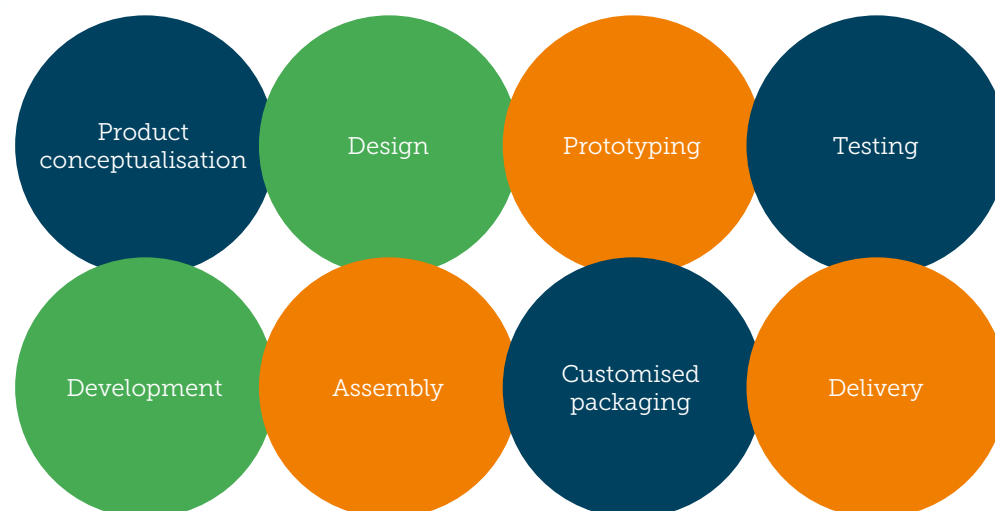 Product
conceptualisation
Design
Prototyping
Testing
Development
Assembly
Customised
packaging
Delivery